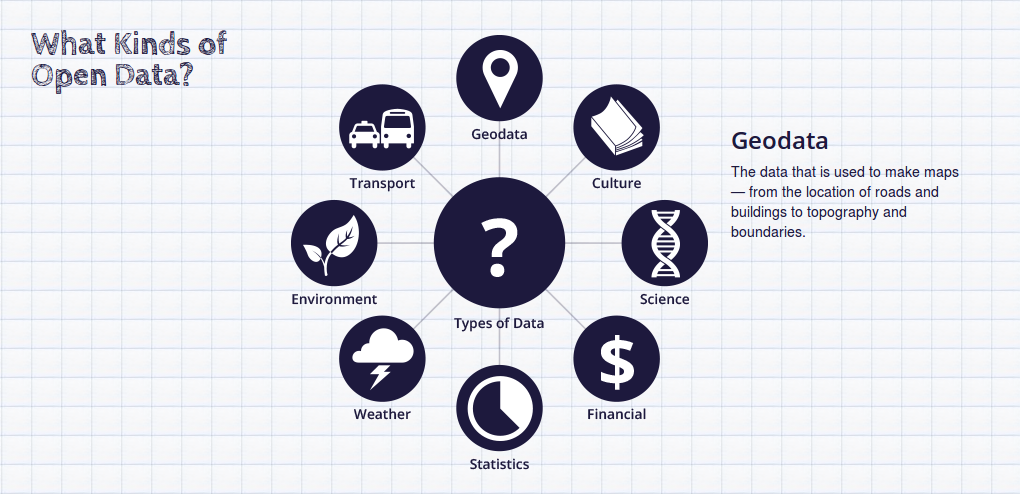 What Kinds of
Open Data?
Geodata
Transport
Culture
Geodata
The data that is used to make maps
— from the location of roads and
buildings to topography and
boundaries.
?
Environment
Science
Types of Data
Weather
$
Financial
Statistics